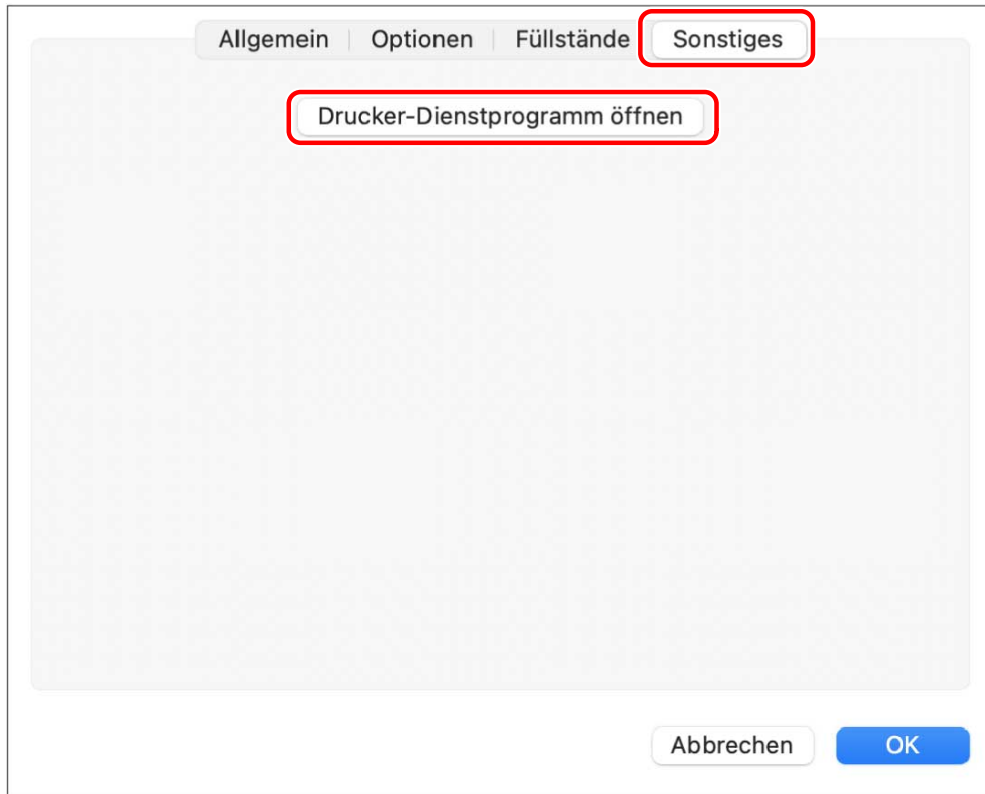 Allgemein Optionen Füllstände Sonstiges
Drucker-Dienstprogramm öffnen
Abbrechen OK